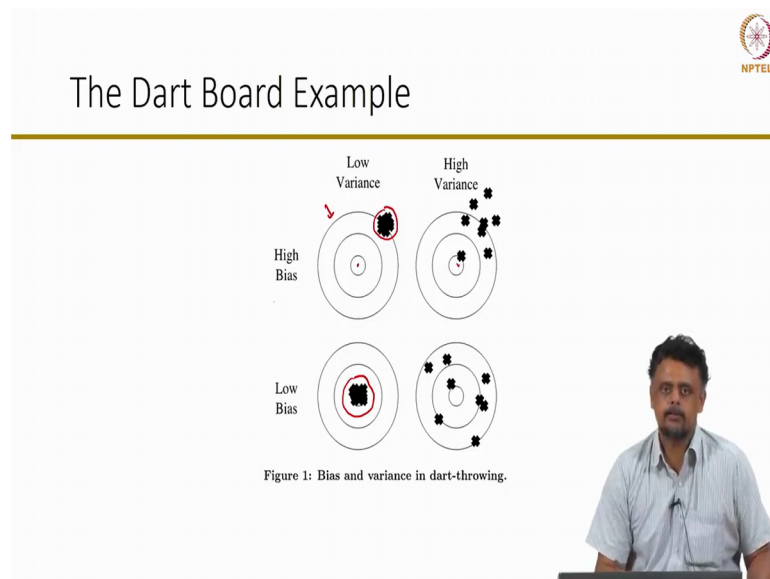 NPTEL
The Dart Board Example
Low
Variance
High
Variance
High
Bias
Low
Bias
Figure 1: Bias and variance in dart-throwing.